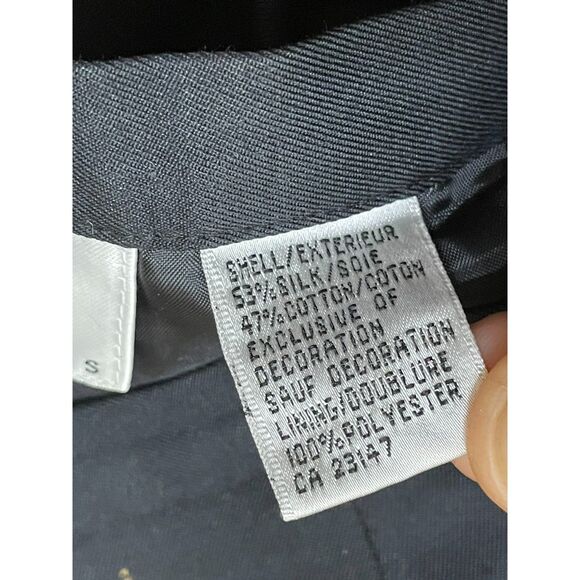 SHELL/EXTERIEUR
53%SILK/SOIE
47%COTTON/COTON
EXCLUSIVE OF
DECORATION
SAUF DECORATION
LINING/DOUBLURE
100%POLYESTER
CA 23147
S